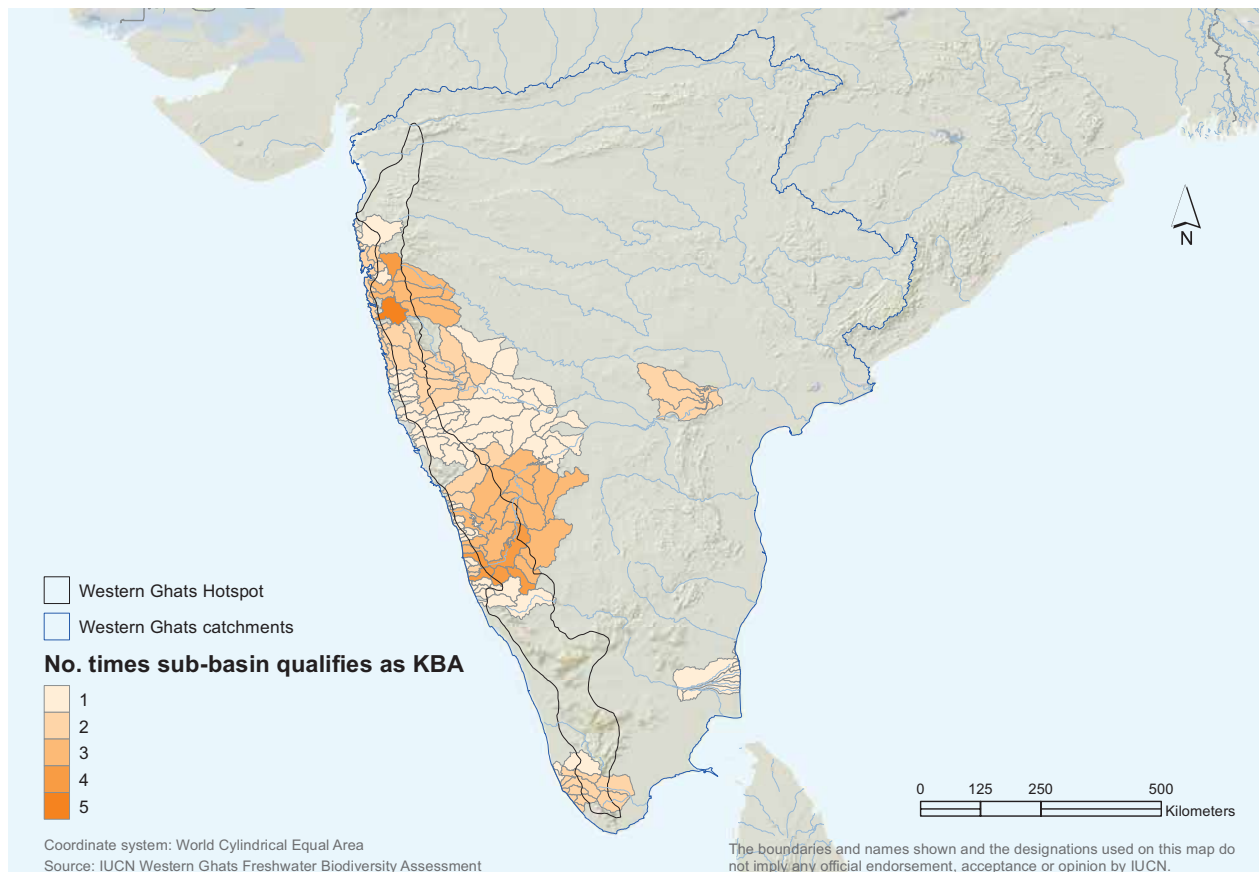 N
Western Ghats Hotspot
Western Ghats catchments
No. times sub-basin qualifies as KBA
1
2
3
4
5
0 125 250 500
Kilometers
Coordinate system: World Cylindrical Equal Area
Source: IUCN Western Ghats Freshwater Biodiversity Assessment
The boundaries and names shown and the designations used on this map do
not imply any official endorsement, acceptance or opinion by IUCN.